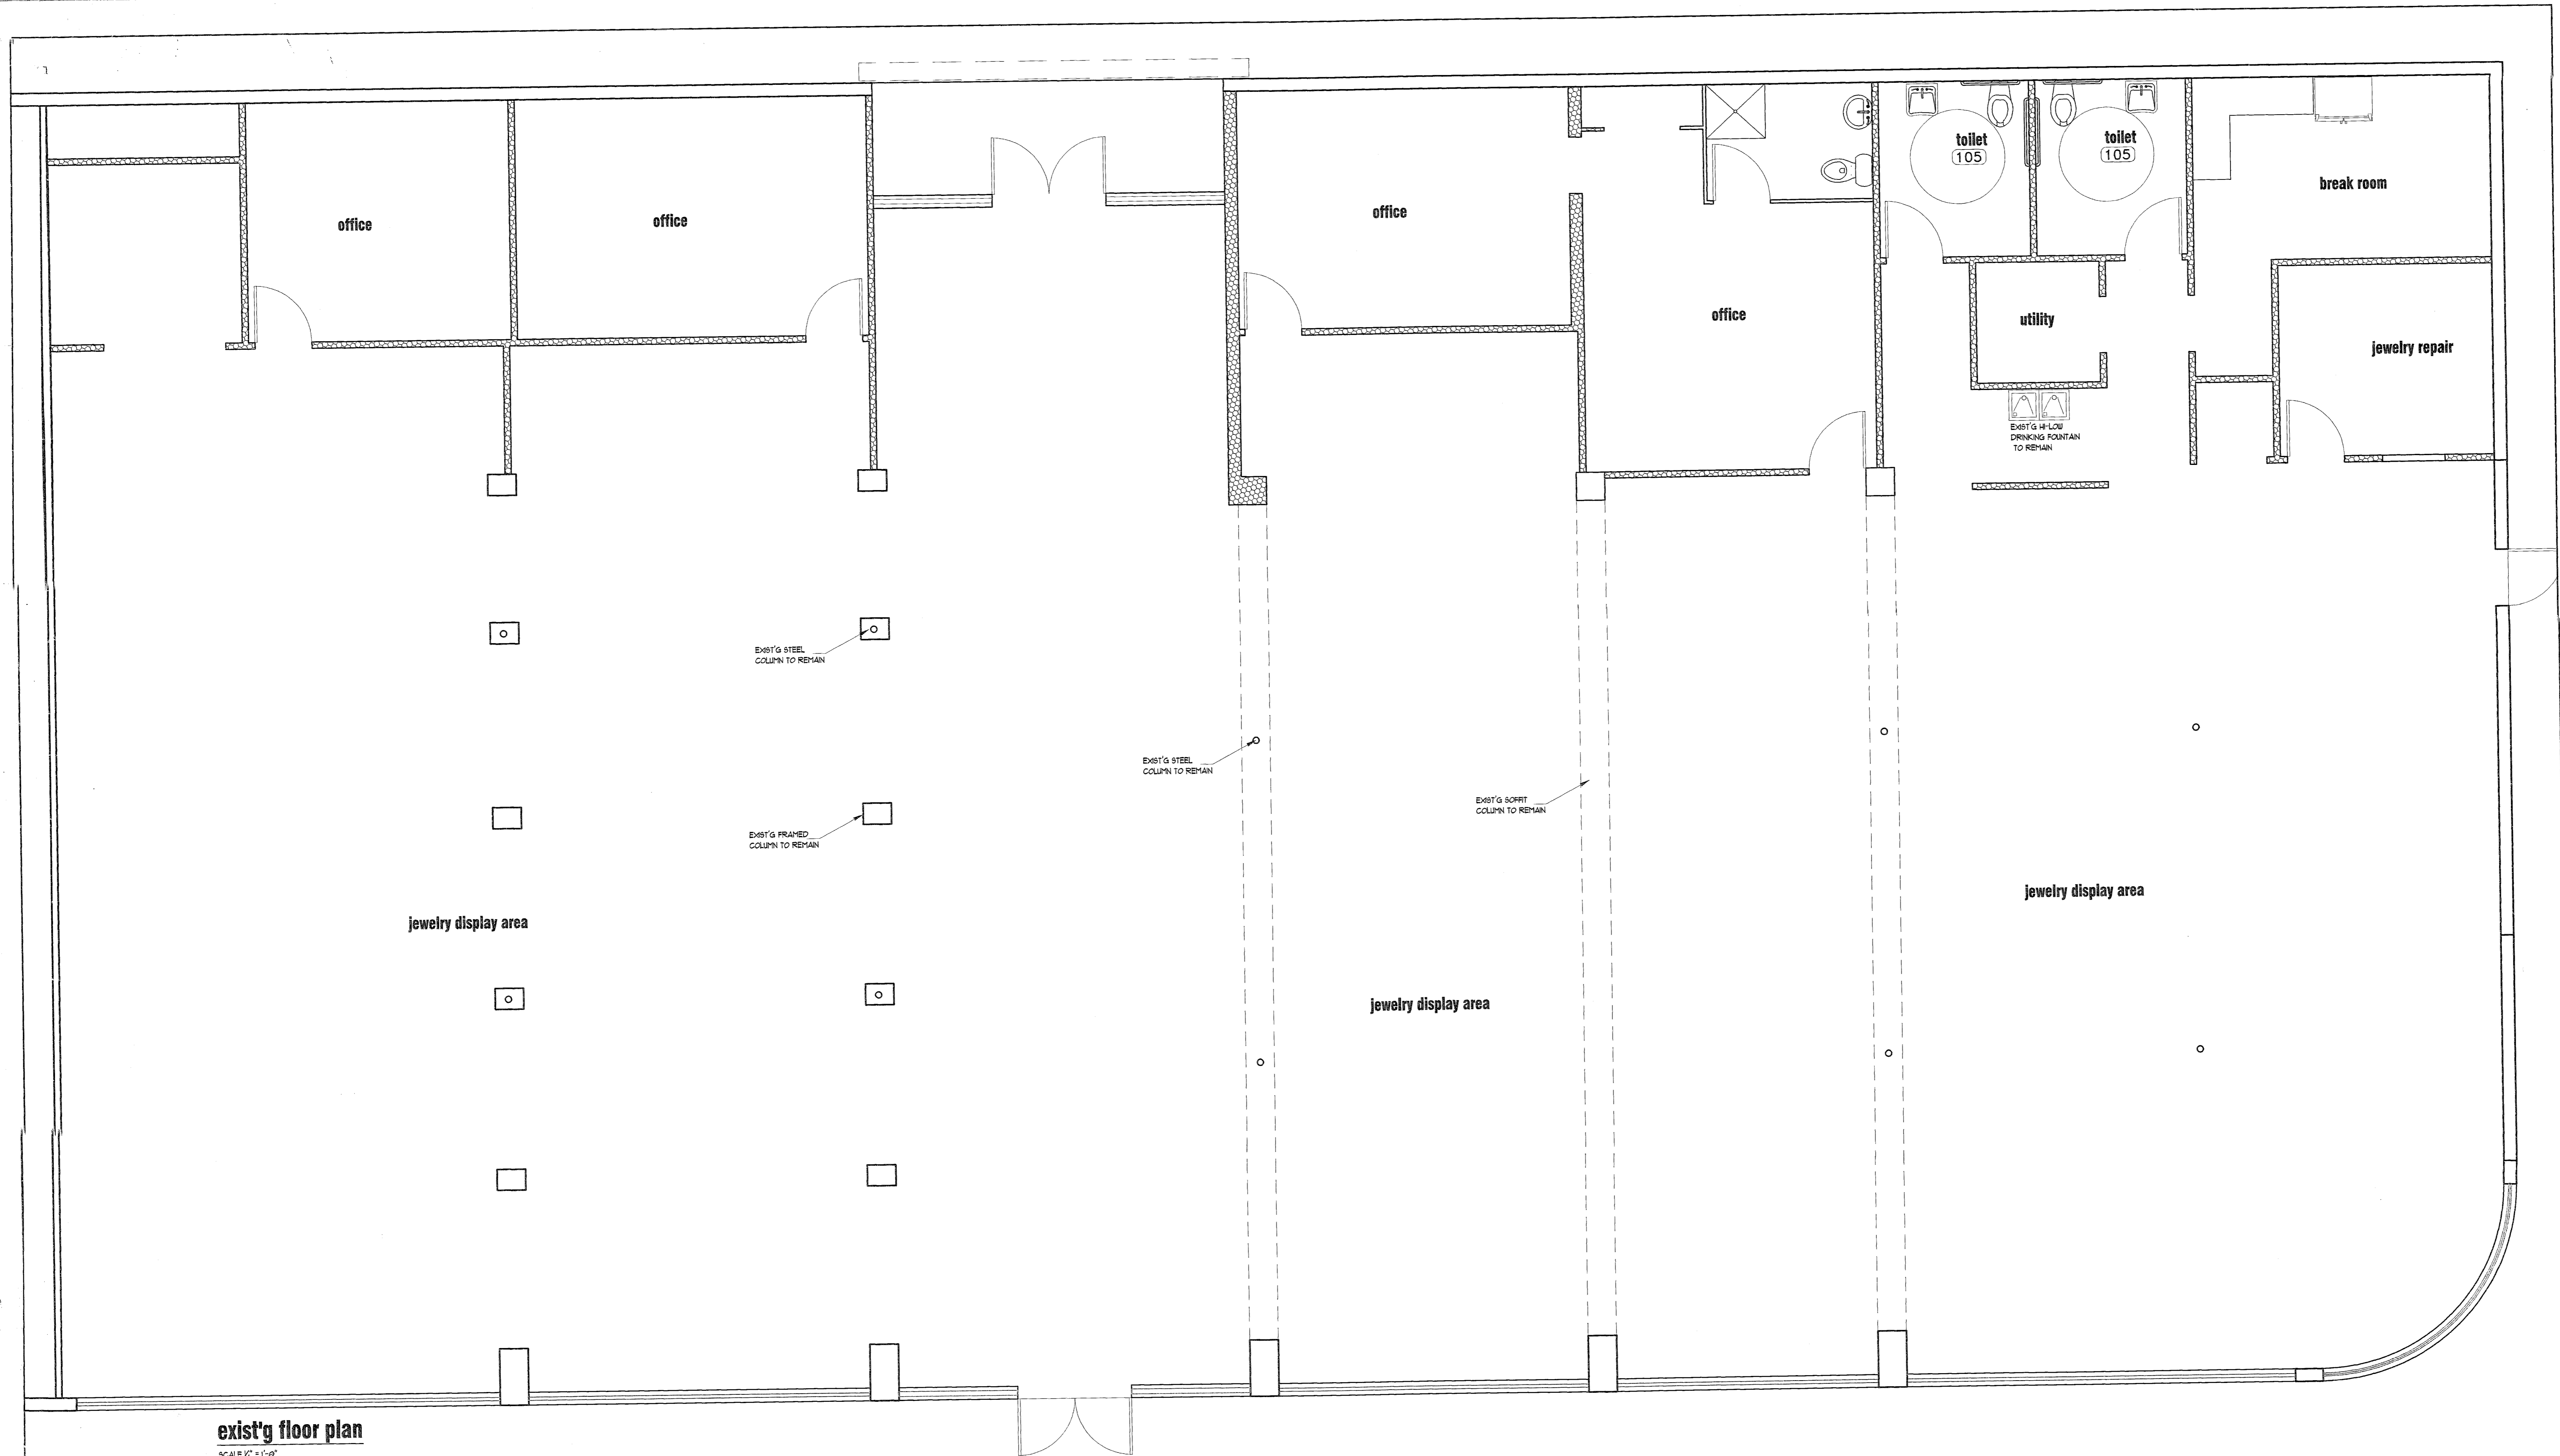 toilet
105
toilet
105
break room
office
office
office
office
utility
jewelry repair
EXIST'G HI-LOW
DRINKING FOUNTAIN
TO REMAIN
EXIST'G STEEL
COLUMN TO REMAIN
EXIST'G STEEL
COLUMN TO REMAIN
EXIST'G SOFFIT
COLUMN TO REMAIN
EXIST'G FRAMED
COLUMN TO REMAIN
jewelry display area
jewelry display area
jewelry display area
exist'g floor plan